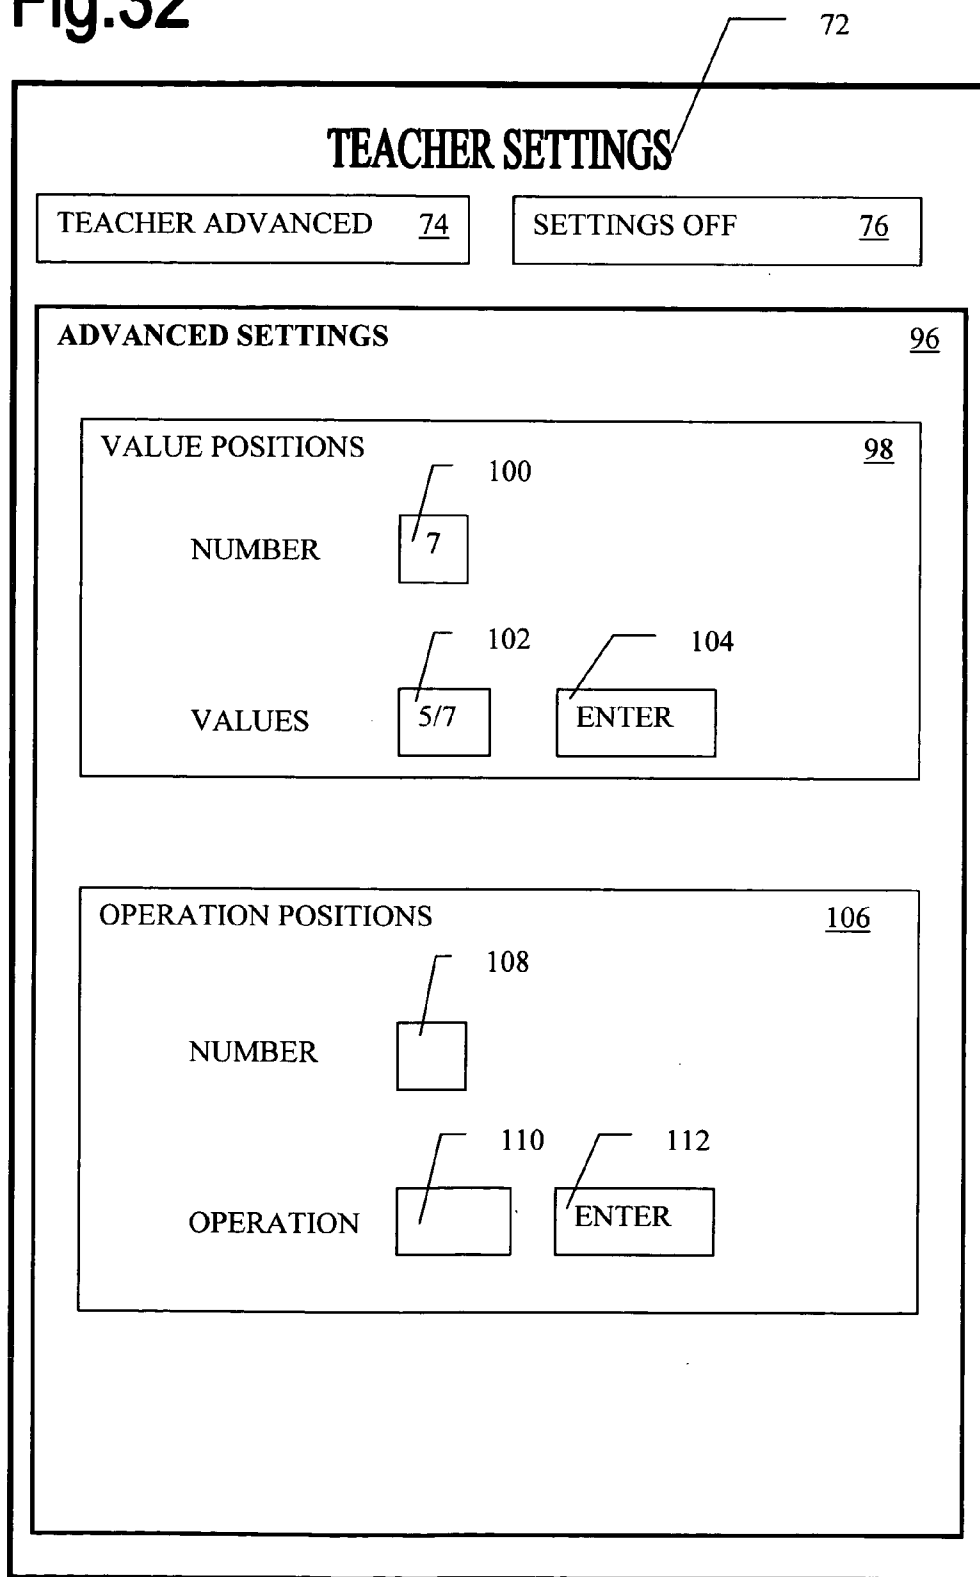 Fig.32
72
TEACHER SETTINGS
TEACHER ADVANCED 74 SETTINGS OFF 76
ADVANCED SETTINGS 96
VALUE POSITIONS 98
100
NUMBER 7
102 104
VALUES 5/7 ENTER
OPERATION POSITIONS 106
108
NUMBER
110 112
OPERATION ENTER